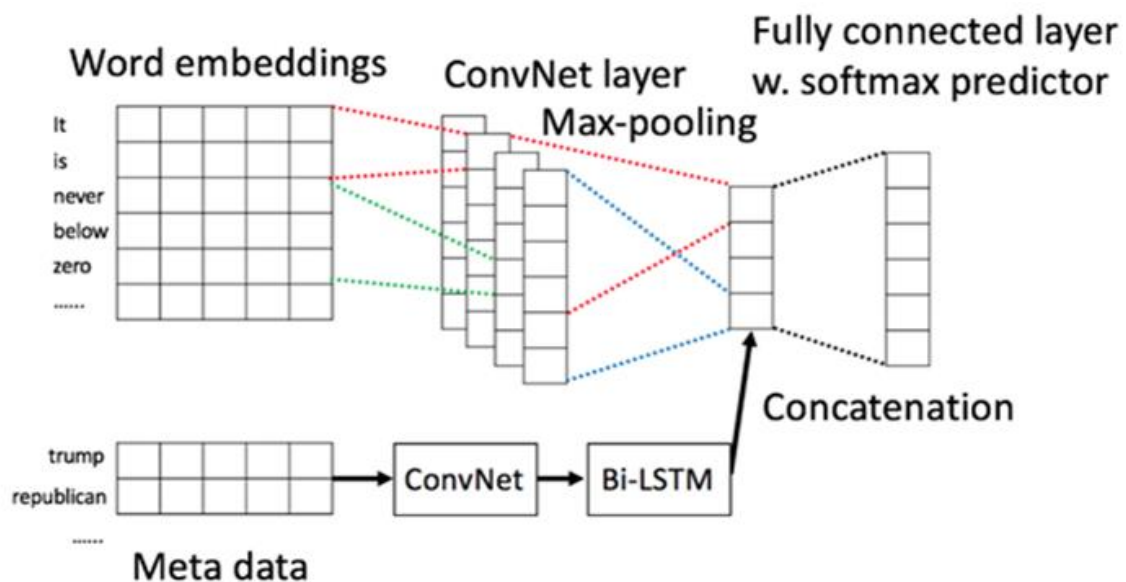 Fully connected layer
w. softmax predictor
Word embeddings
ConvNet layer
Max-pooling
It
is
never
below
zero
......
Concatenation
trump
republican
......
ConvNet
Bi-LSTM
Meta data